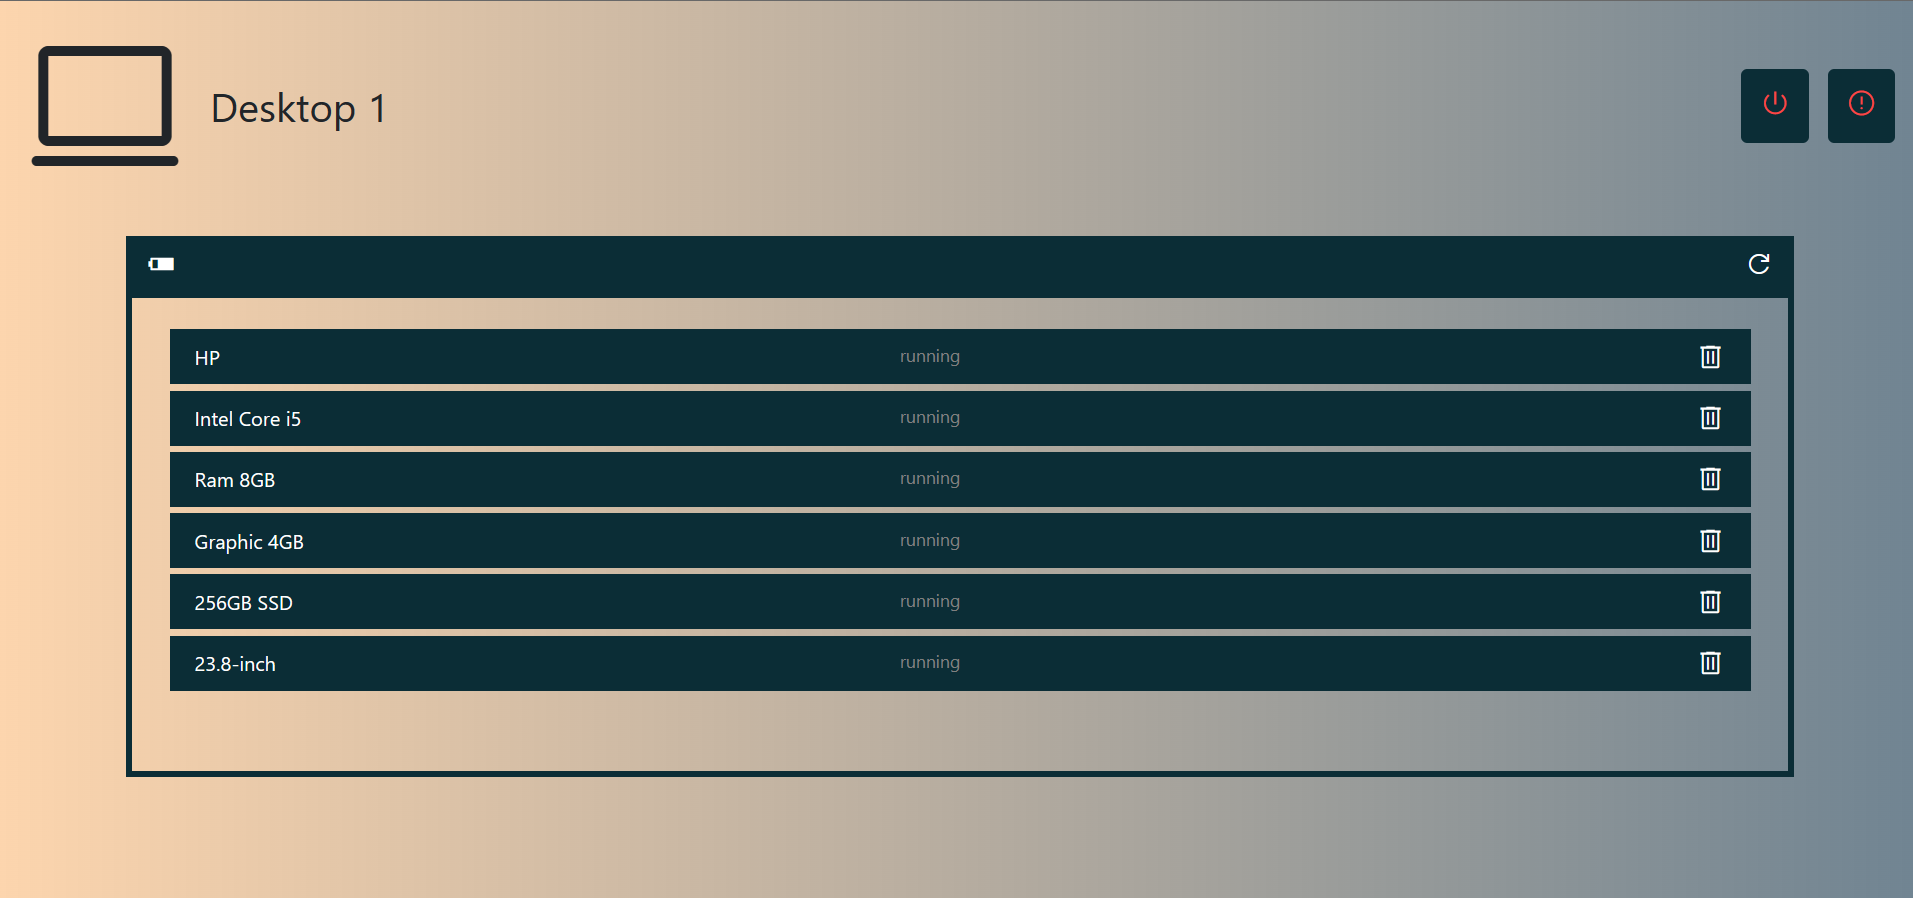 Desktop 1
HP running
Intel Core i5 running
Ram 8GB running
Graphic 4GB running
256GB SSD running
23.8-inch running